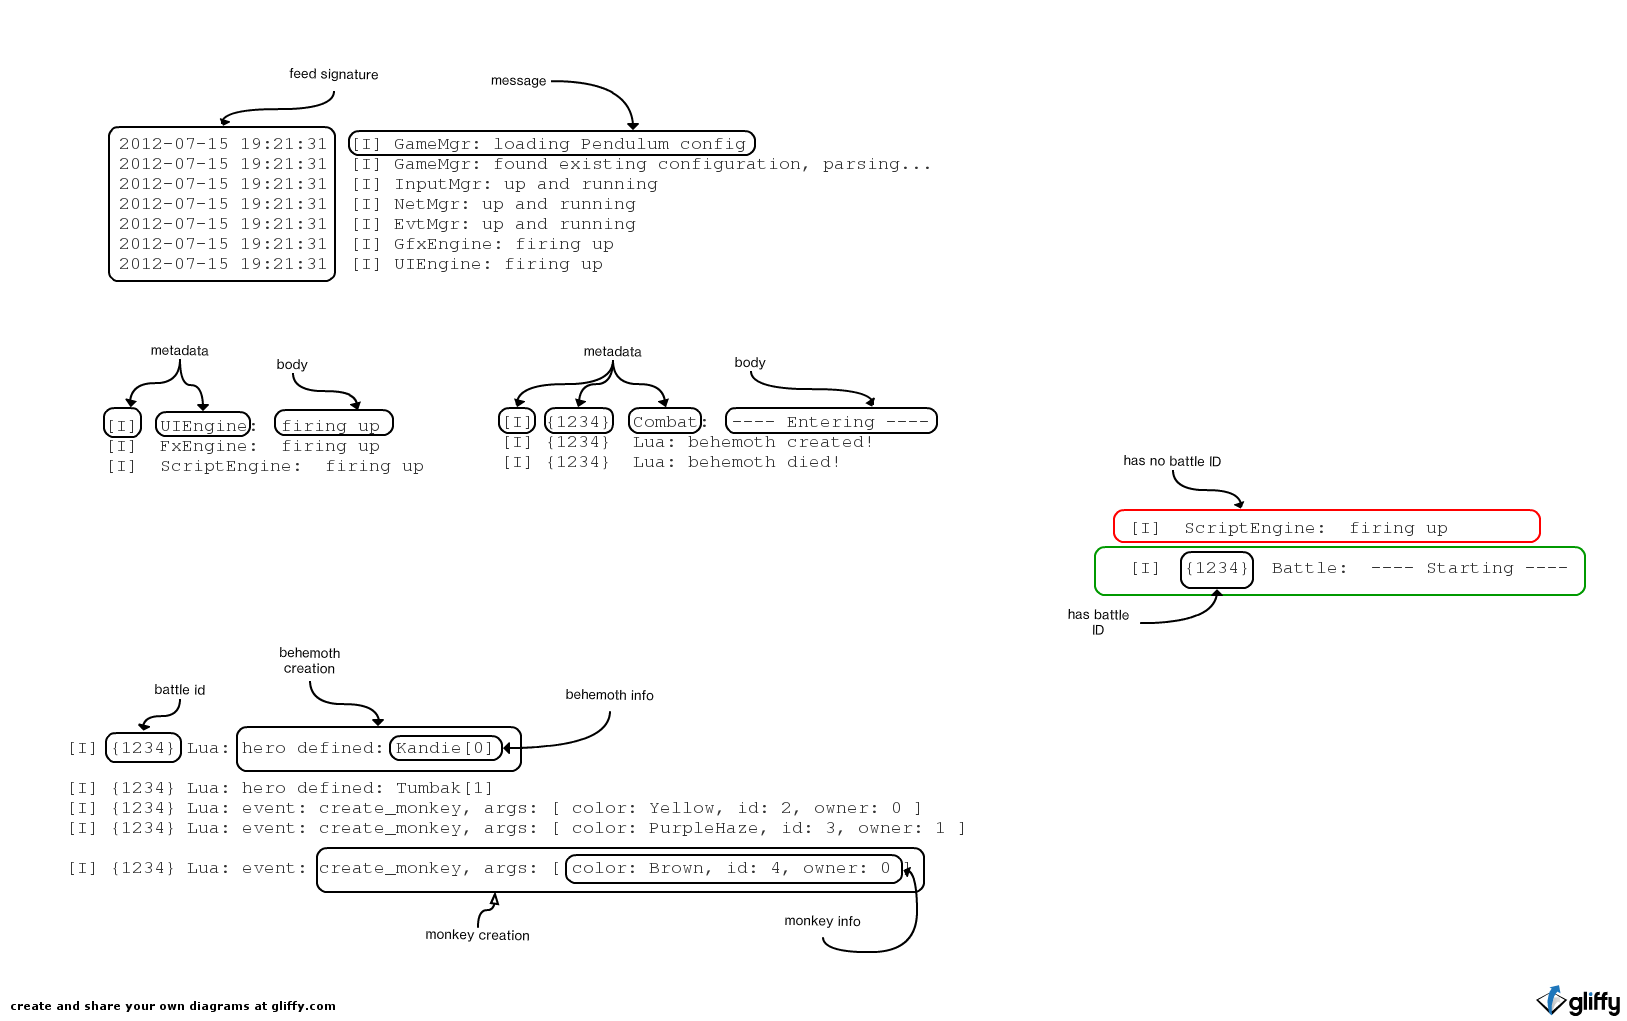 feed signature
message
2012-07-15 19:21:31 [I] GameMgr: loading Pendulum config
2012-07-15 19:21:31 [I] GameMgr: found existing configuration, parsing...
2012-07-15 19:21:31 [I] InputMgr: up and running
2012-07-15 19:21:31 [I] NetMgr: up and running
2012-07-15 19:21:31 [I] EvtMgr: up and running
2012-07-15 19:21:31 [I] GfxEngine: firing up
2012-07-15 19:21:31 [I] UIEngine: firing up
metadata
body
[I] UIEngine: firing up
[I] FxEngine: firing up
[I] ScriptEngine: firing up
metadata
body
[I] {1234} Combat: ---- Entering ----
[I] {1234} Lua: behemoth created!
[I] {1234} Lua: behemoth died!
has no battle ID
[I] ScriptEngine: firing up
[I] {1234} Battle: ---- Starting ----
has battle
ID
behemoth
creation
battle id
behemoth info
[I] {1234} Lua: hero defined: Kandie[0]
[I] {1234} Lua: hero defined: Tumbak[1]
[I] {1234} Lua: event: create_monkey, args: [ color: Yellow, id: 2, owner: 0 ]
[I] {1234} Lua: event: create_monkey, args: [ color: PurpleHaze, id: 3, owner: 1 ]
[I] {1234} Lua: event: create_monkey, args: [ color: Brown, id: 4, owner: 0 ]
monkey creation
monkey info
create and share your own diagrams at gliffy.com
gliffy